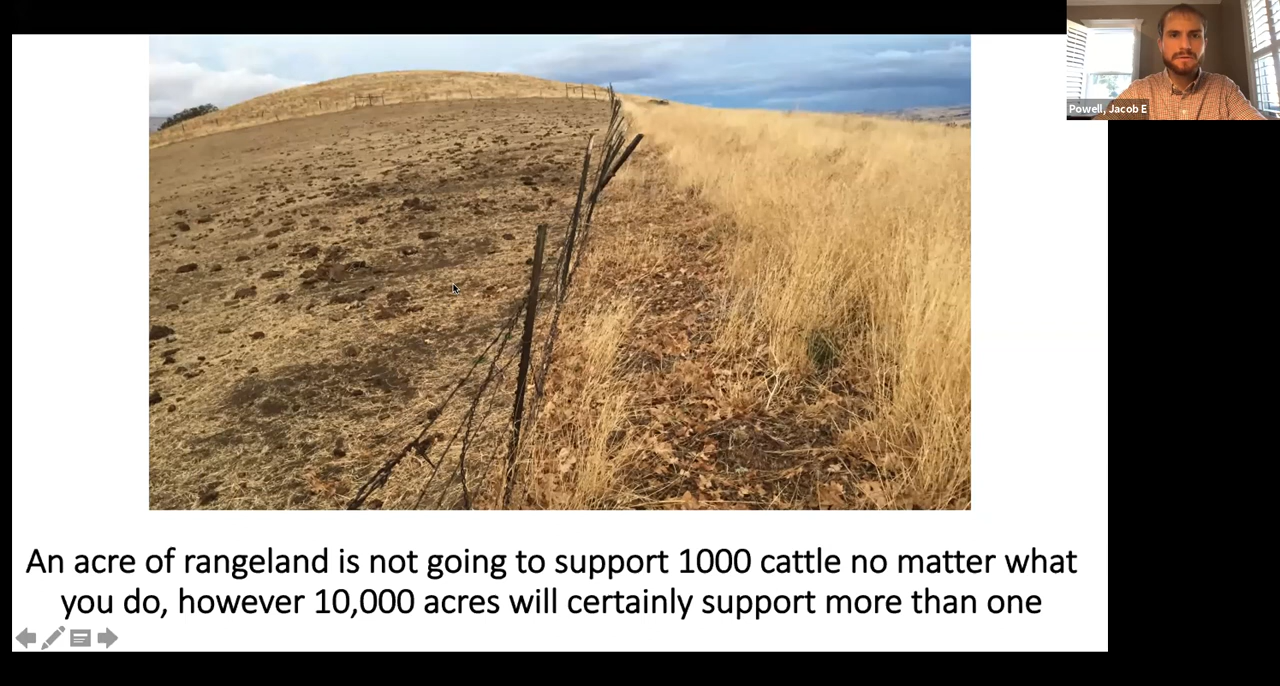 Powell, Jacob E
An acre of rangeland is not going to support 1000 cattle no matter what
you do, however 10,000 acres will certainly support more than one